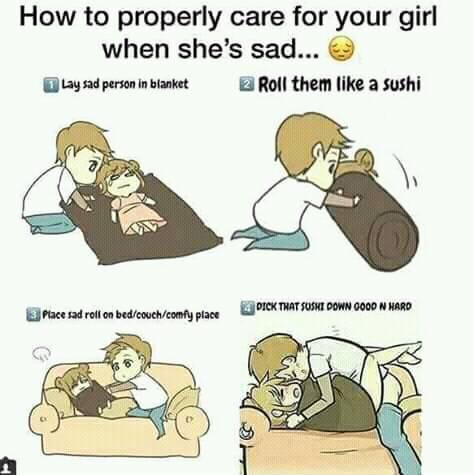 How to properly care for your girl
when she's sad... 😔
1 Lay sad person in blanket
2 Roll them like a sushi
3 Place sad roll on bed/couch/comfy place
4 DICK THAT SUSHI DOWN GOOD N HARD